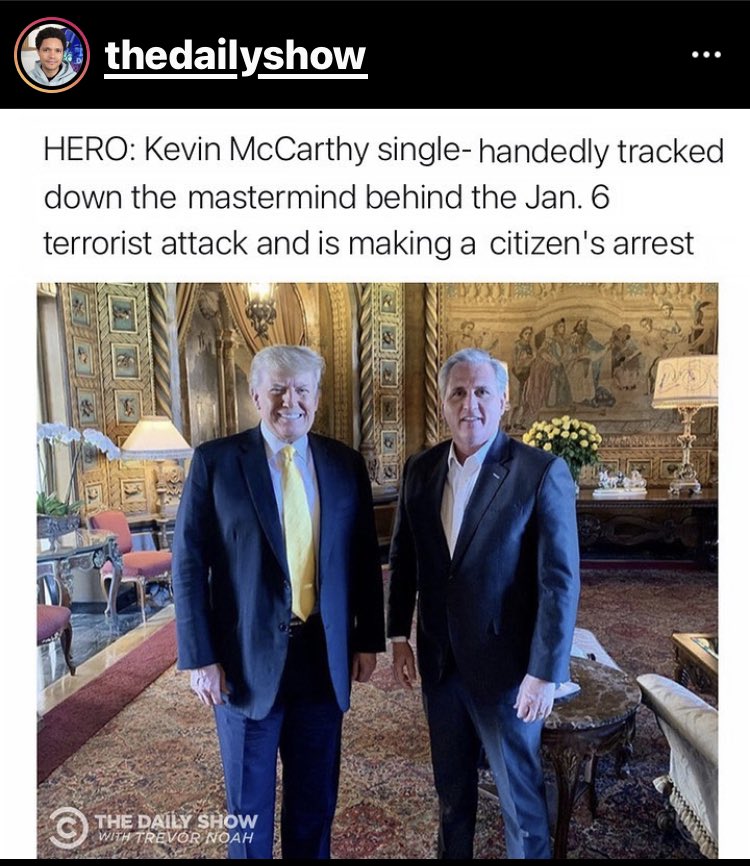 thedailyshow
HERO: Kevin McCarthy single-handedly tracked
down the mastermind behind the Jan. 6
terrorist attack and is making a citizen's arrest
THE DAILY SHOW
WITH TREVOR NOAH